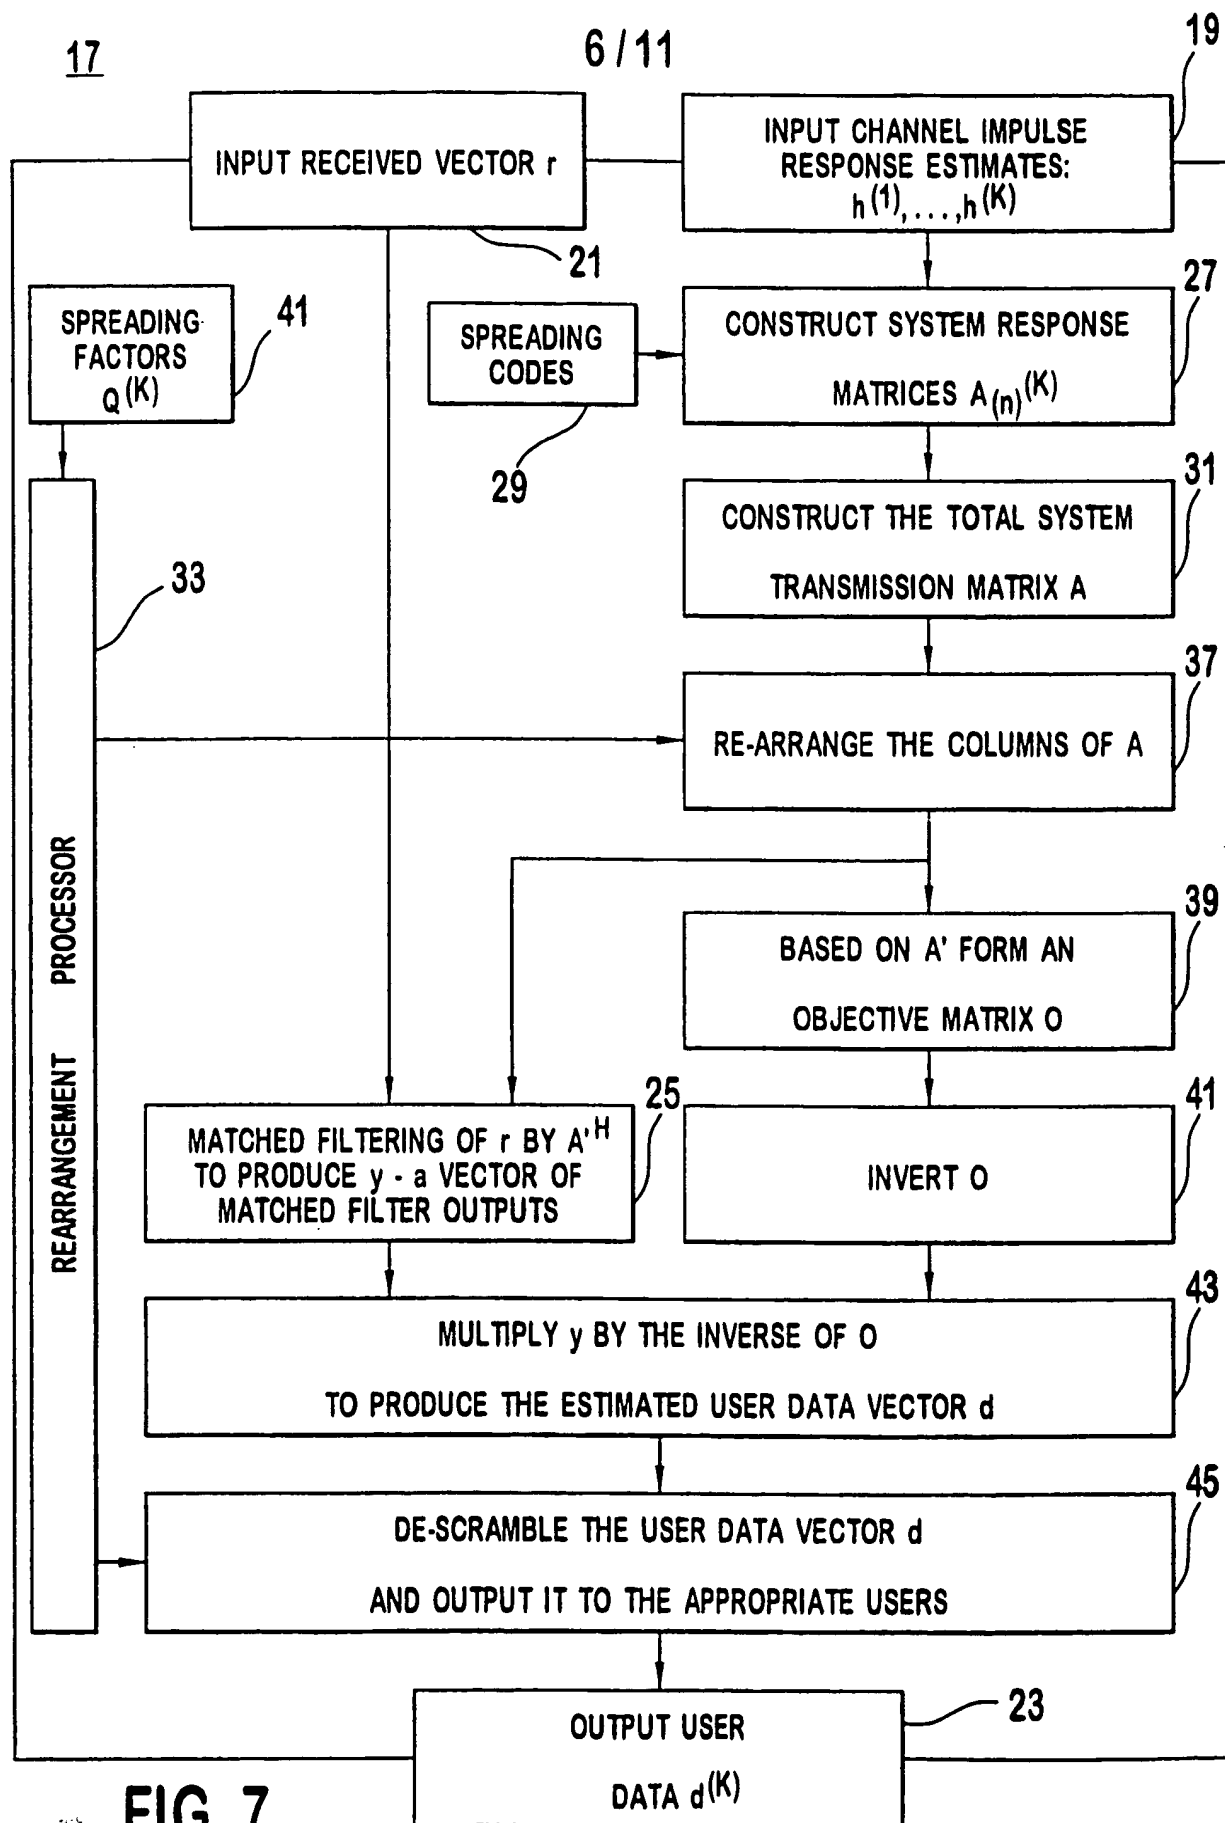 17
6 / 11
19
INPUT RECEIVED VECTOR r
INPUT CHANNEL IMPULSE
RESPONSE ESTIMATES:
h(1),...,h(K)
21
27
SPREADING
FACTORS
Q(K)
41
SPREADING
CODES
29
CONSTRUCT SYSTEM RESPONSE
MATRICES A(n)(K)
31
CONSTRUCT THE TOTAL SYSTEM
TRANSMISSION MATRIX A
33
37
RE-ARRANGE THE COLUMNS OF A
REARRANGEMENT PROCESSOR
39
BASED ON A' FORM AN
OBJECTIVE MATRIX O
25
MATCHED FILTERING OF r BY A'H
TO PRODUCE y - a VECTOR OF
MATCHED FILTER OUTPUTS
41
INVERT O
43
MULTIPLY y BY THE INVERSE OF O
TO PRODUCE THE ESTIMATED USER DATA VECTOR d
45
DE-SCRAMBLE THE USER DATA VECTOR d
AND OUTPUT IT TO THE APPROPRIATE USERS
23
OUTPUT USER
DATA d(K)
FIG. 7